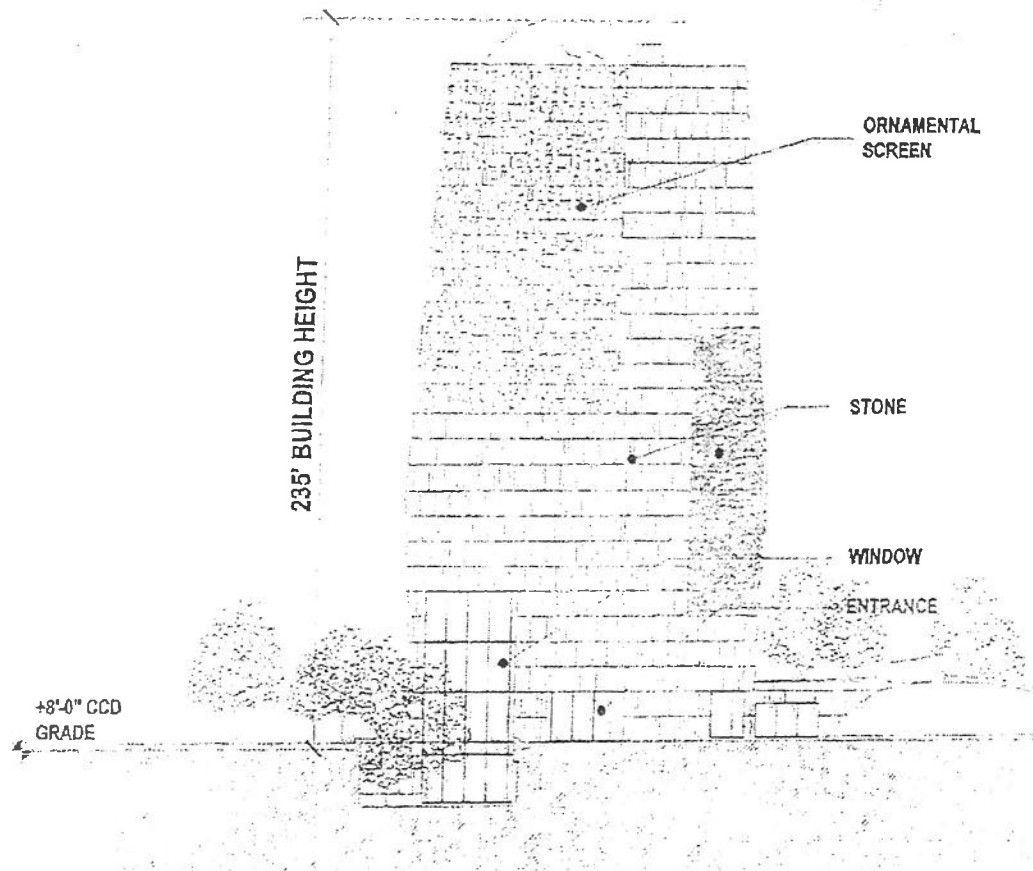 ORNAMENTAL
SCREEN
235' BUILDING HEIGHT
STONE
WINDOW
ENTRANCE
+8'-0" CCD
GRADE